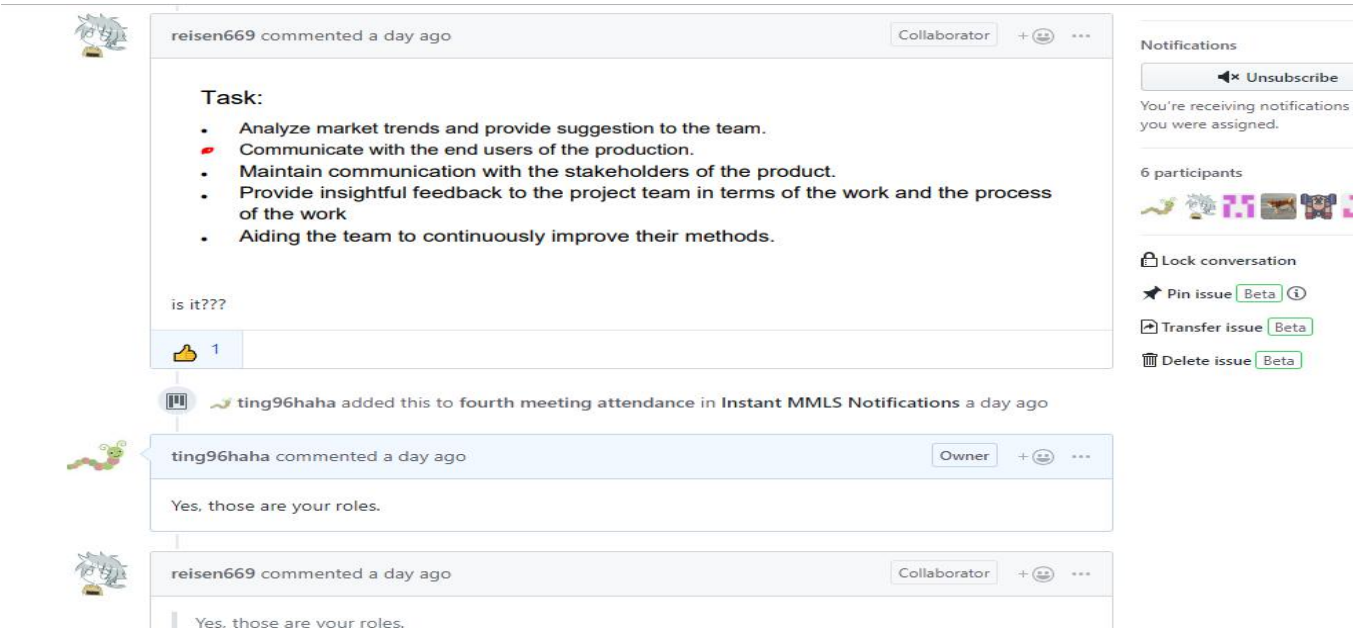 reisen669 commented a day ago
Collaborator
Task:
Analyze market trends and provide suggestion to the team.
Communicate with the end users of the production.
Maintain communication with the stakeholders of the product.
Provide insightful feedback to the project team in terms of the work and the process
of the work
Aiding the team to continuously improve their methods.
is it???
1
ting96haha added this to fourth meeting attendance in Instant MMLS Notifications a day ago
ting96haha commented a day ago
Owner
Yes, those are your roles.
reisen669 commented a day ago
Collaborator
Yes, those are your roles.
Notifications
Unsubscribe
You're receiving notifications
you were assigned.
6 participants
Lock conversation
Pin issue Beta
Transfer issue Beta
Delete issue Beta